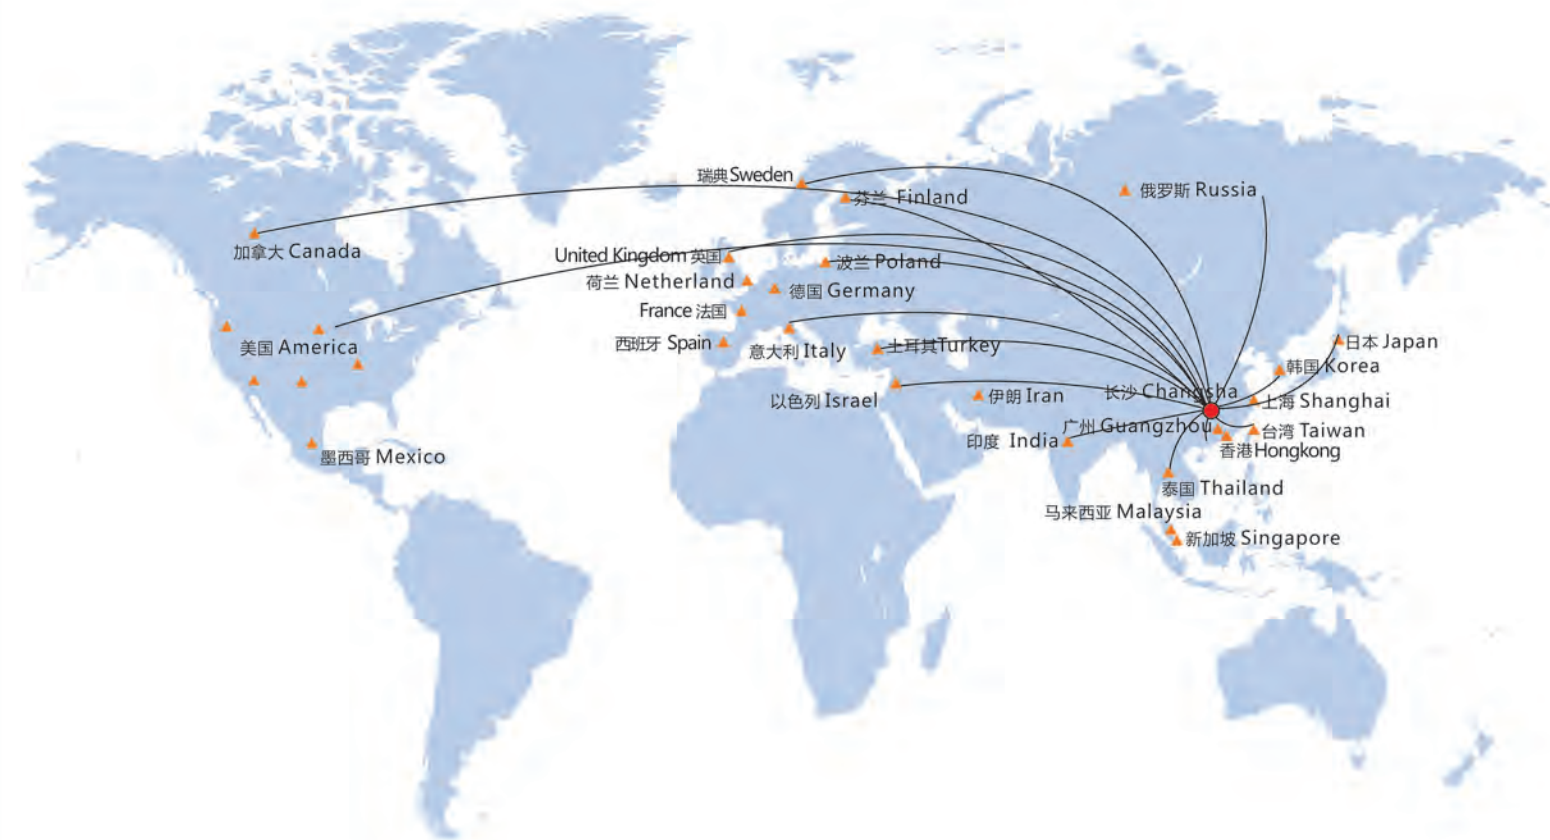 瑞典Sweden
芬兰 Finland
俄罗斯 Russia
加拿大 Canada
United Kingdom 英国
波兰 Poland
荷兰 Netherland
德国 Germany
France 法国
美国 America
西班牙 Spain
意大利 Italy
土耳其Turkey
日本 Japan
韩国 Korea
以色列 Israel
伊朗 Iran
长沙 Changsha
上海 Shanghai
广州 Guangzhou
台湾 Taiwan
印度 India
香港Hongkong
墨西哥 Mexico
泰国 Thailand
马来西亚 Malaysia
新加坡 Singapore